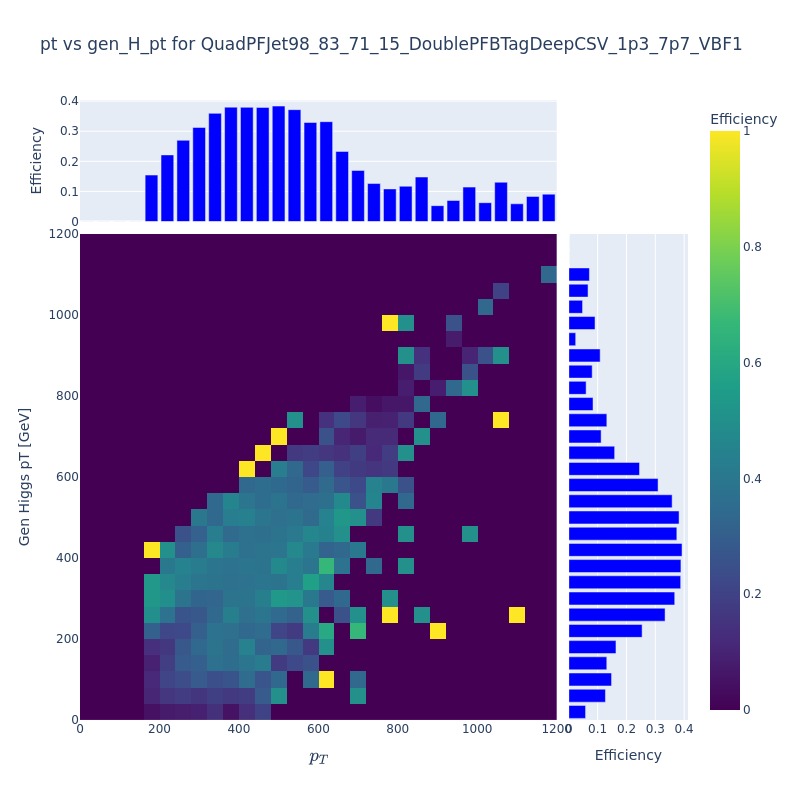 pt vs gen_H_pt for QuadPFJet98_83_71_15_DoublePFBTagDeepCSV_1p3_7p7_VBF1
Efficiency
0.4
0.3
0.2
0.1
0
Efficiency
1
0.8
0.6
0.4
0.2
0
Gen Higgs pT [GeV]
1200
1000
800
600
400
200
0
0 200 400 600 800 1000 1200
p_T
0 0.1 0.2 0.3 0.4
Efficiency